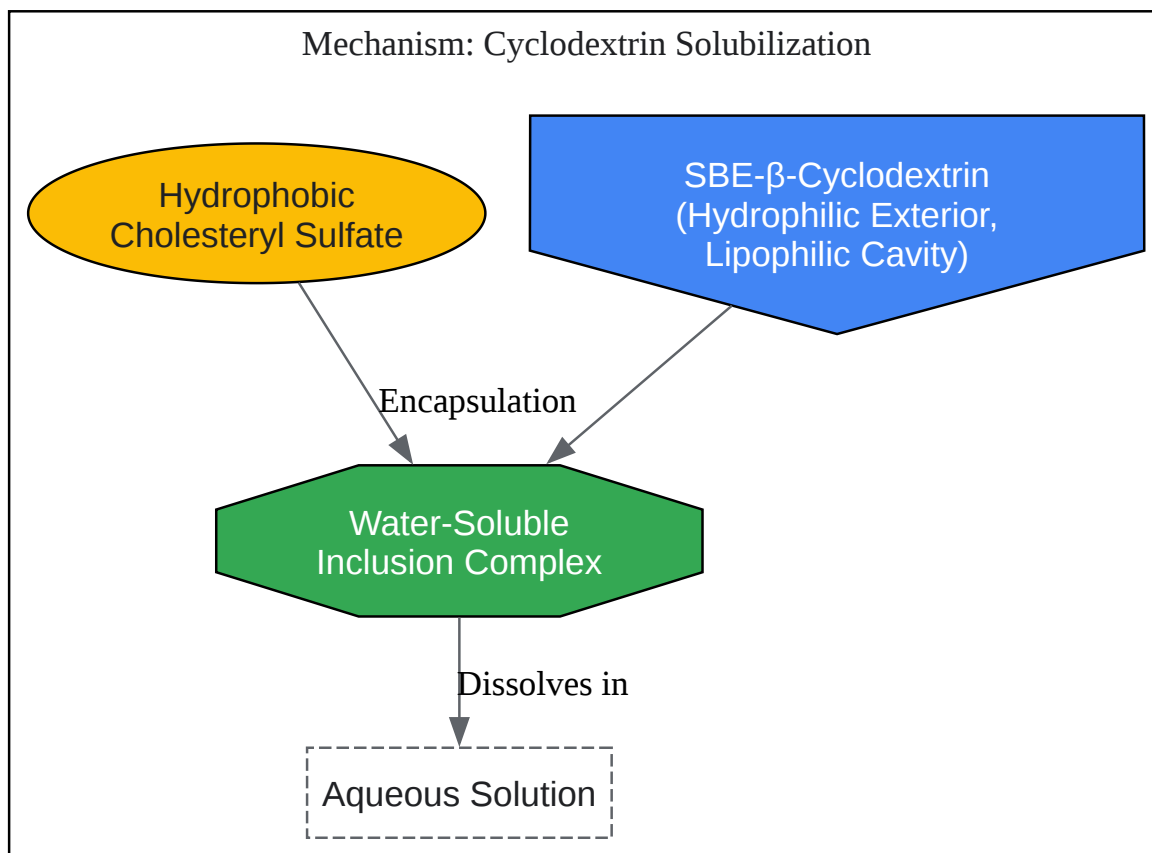 Mechanism: Cyclodextrin Solubilization
Hydrophobic
Cholesteryl Sulfate
SBE-β-Cyclodextrin
(Hydrophilic Exterior,
Lipophilic Cavity)
Encapsulation
Water-Soluble
Inclusion Complex
Dissolves in
Aqueous Solution